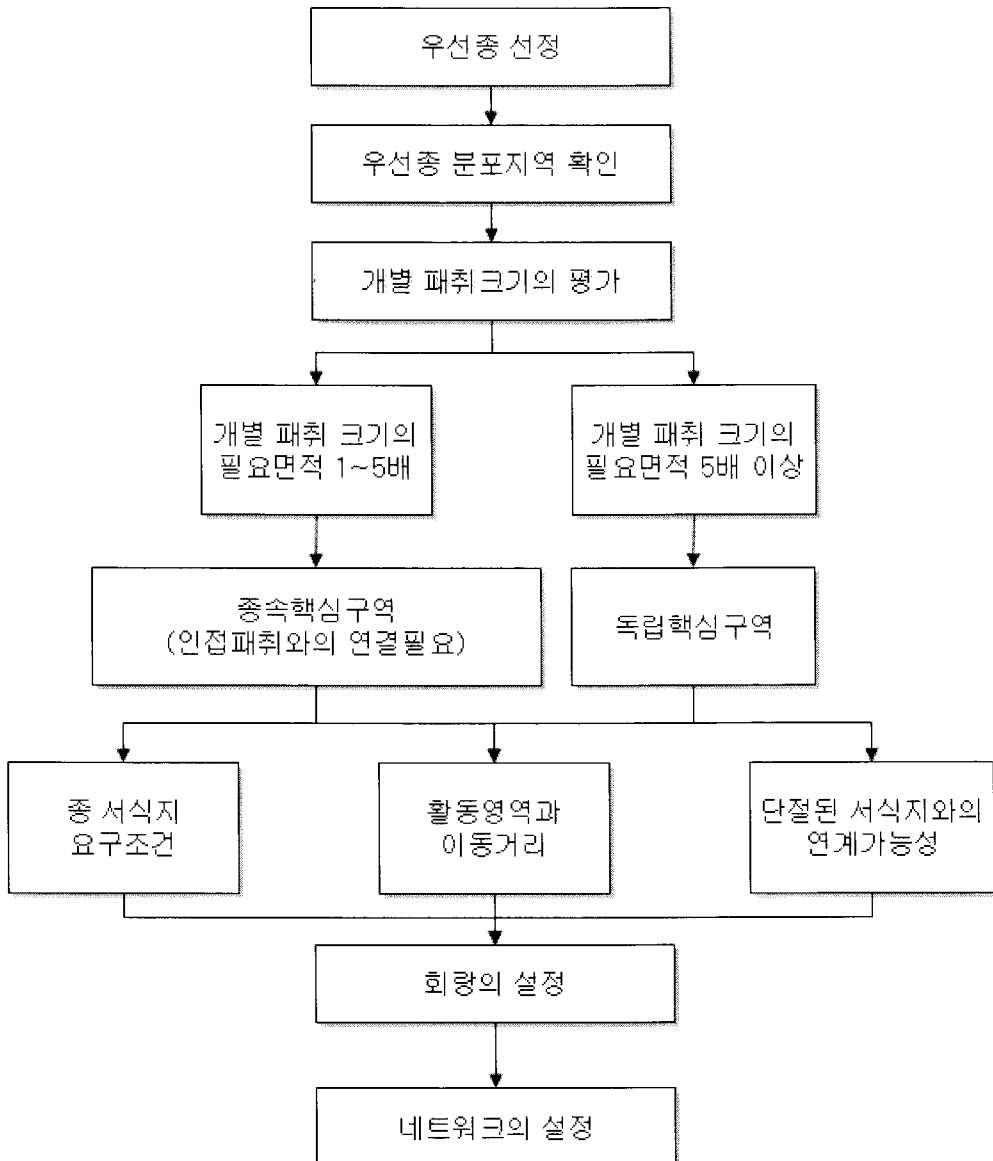 우선종 선정
우선종 분포지역 확인
개별 패취크기의 평가
개별 패취 크기의
필요면적 1~5배
개별 패취 크기의
필요면적 5배 이상
종속핵심구역
(인접패취와의 연결필요)
독립핵심구역
종 서식지
요구조건
활동영역과
이동거리
단절된 서식지와의
연계가능성
회랑의 설정
네트워크의 설정